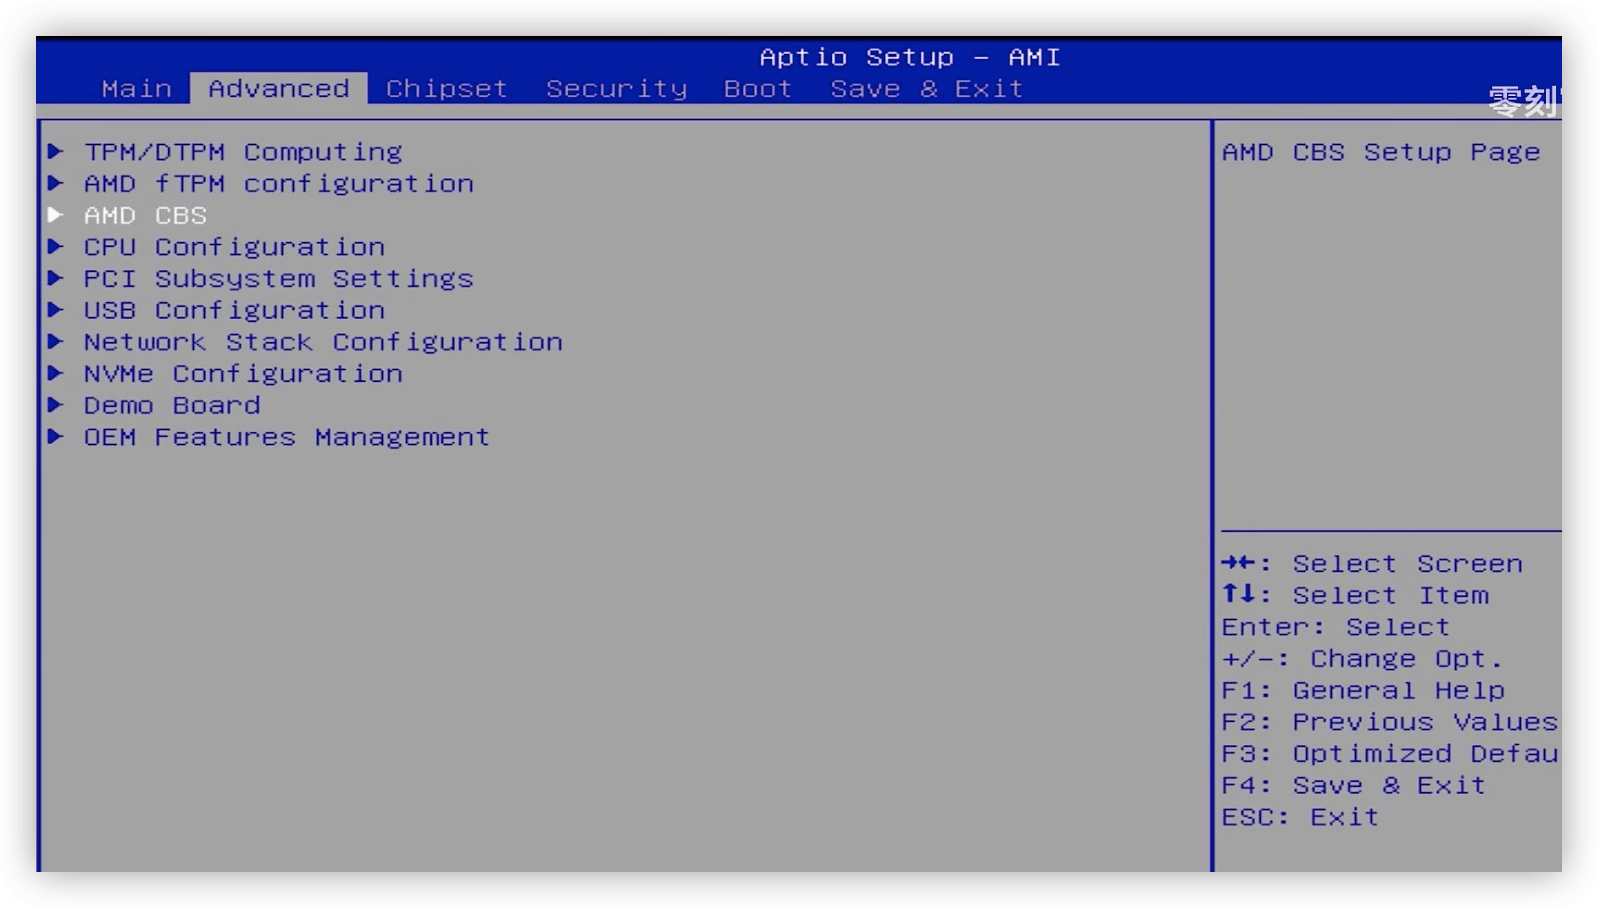 Aptio Setup – AMI
Main Advanced Chipset Security Boot Save & Exit
零刻
TPM/DTPM Computing
AMD fTPM configuration
AMD CBS
CPU Configuration
PCI Subsystem Settings
USB Configuration
Network Stack Configuration
NVMe Configuration
Demo Board
OEM Features Management
AMD CBS Setup Page
→←: Select Screen
↑↓: Select Item
Enter: Select
+/-: Change Opt.
F1: General Help
F2: Previous Values
F3: Optimized Defau
F4: Save & Exit
ESC: Exit